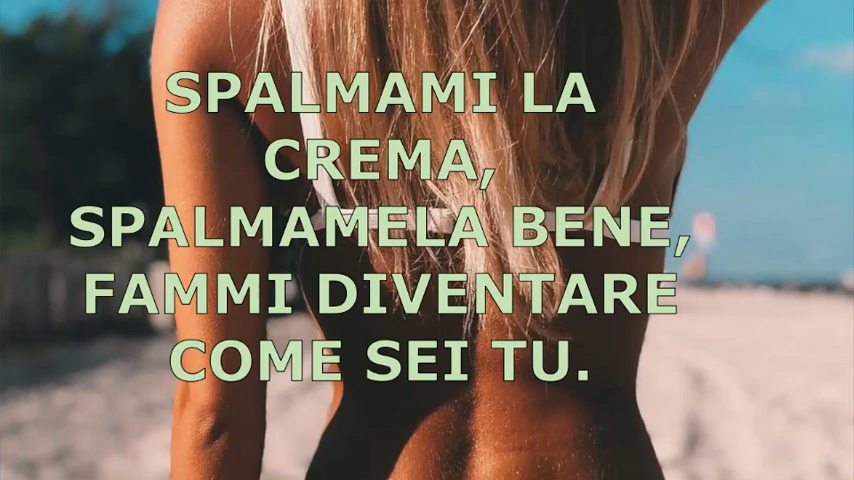 SPALMAMI LA
CREMA,
SPALMAMELA BENE,
FAMMI DIVENTARE
COME SEI TU.